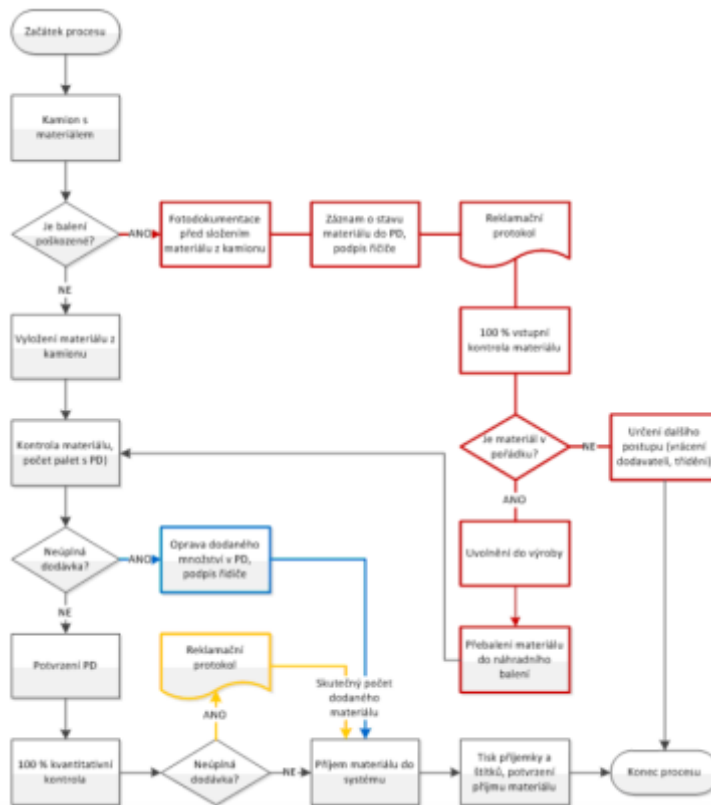 Začátek procesu
Kamion s
materiálem
Je balení
poškozené?
ANO
Fotodokumentace
před složením
materiálu z kamionu
Záznam o stavu
materiálu do PD,
podpis řičiče
Reklamační
protokol
NE
Vyložení materiálu z
kamionu
100 % vstupní
kontrola materiálu
Kontrola materiálu,
počet palet s PD)
Je materiál v
pořádku?
NE
Určení dalšího
postupu (vrácení
dodavateli, třídění)
ANO
Neúplná
dodávka?
ANO
Oprava dodaného
množství v PD,
podpis řidiče
Uvolnění do výroby
NE
Potvrzení PD
Reklamační
protokol
Skutečný počet
dodaného
materiálu
Přebalení materiálu
do náhradního
balení
ANO
100 % kvantitativní
kontrola
Neúplná
dodávka?
NE
Příjem materiálu do
systému
Tisk příjemky a
štítků, potvrzení
příjmu materiálu
Konec procesu